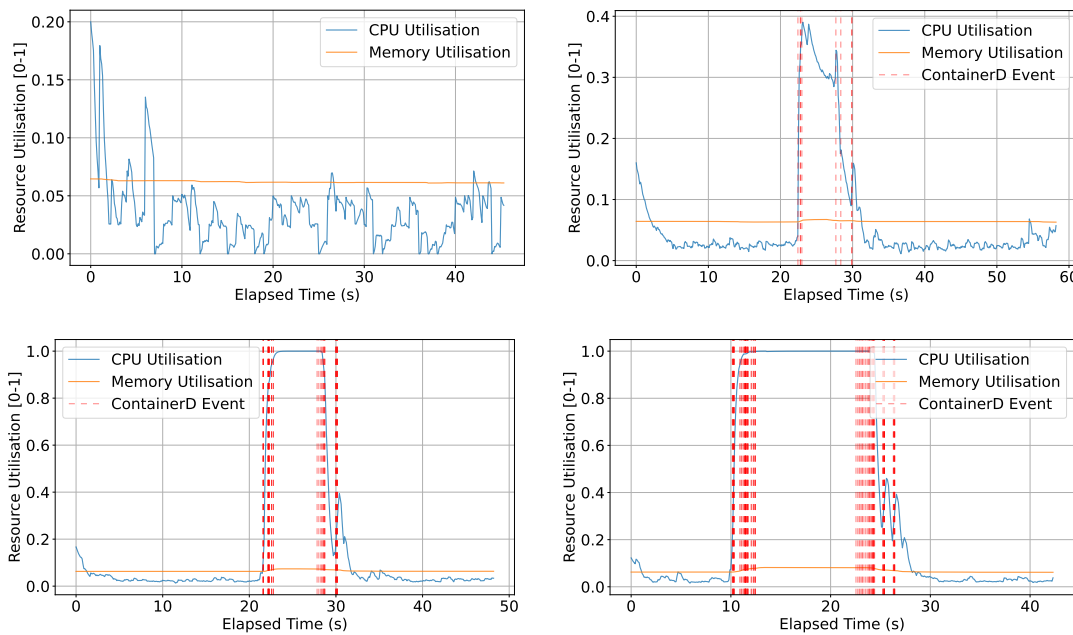 0.20
0.15
0.10
0.05
0.00
Resource Utilisation [0-1]
CPU Utilisation
Memory Utilisation
0 10 20 30 40
Elapsed Time (s)
0.4
0.3
0.2
0.1
0.0
Resource Utilisation [0-1]
CPU Utilisation
Memory Utilisation
ContainerD Event
0 10 20 30 40 50 60
Elapsed Time (s)
1.0
0.8
0.6
0.4
0.2
0.0
Resource Utilisation [0-1]
CPU Utilisation
Memory Utilisation
ContainerD Event
0 10 20 30 40 50
Elapsed Time (s)
1.0
0.8
0.6
0.4
0.2
0.0
Resource Utilisation [0-1]
CPU Utilisation
Memory Utilisation
ContainerD Event
0 10 20 30 40
Elapsed Time (s)